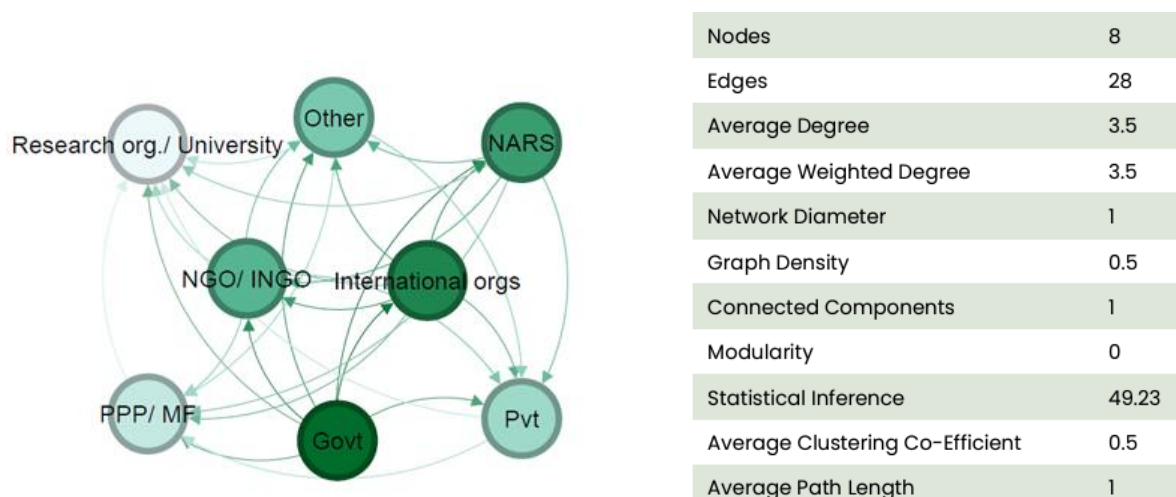 Other
NARS
Research org./ University
NGO/ INGO
International orgs
PPP/ MF
Govt
Pvt
Nodes 8
Edges 28
Average Degree 3.5
Average Weighted Degree 3.5
Network Diameter 1
Graph Density 0.5
Connected Components 1
Modularity 0
Statistical Inference 49.23
Average Clustering Co-Efficient 0.5
Average Path Length 1